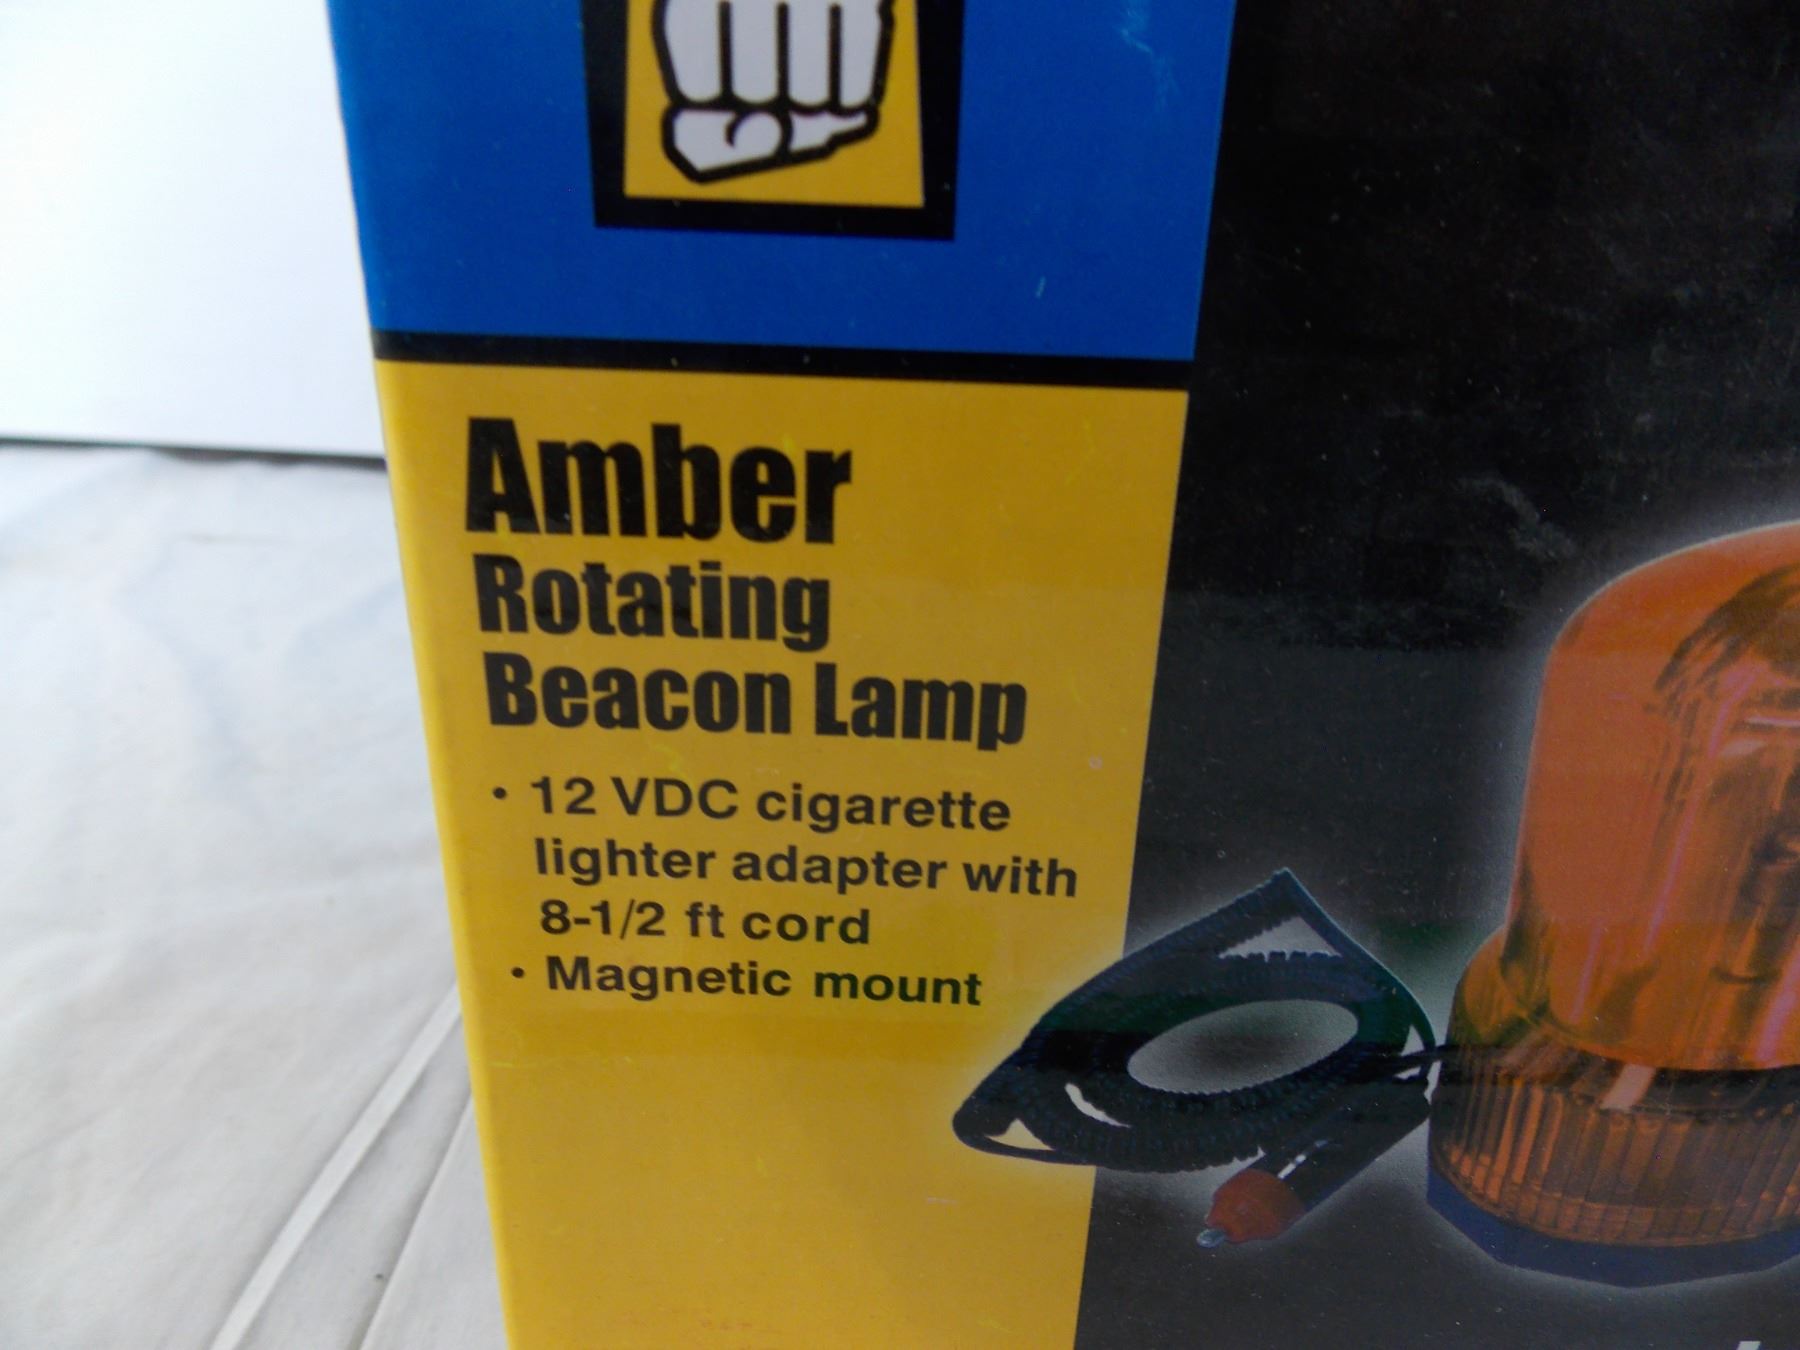 Amber
Rotating
Beacon Lamp
• 12 VDC cigarette
lighter adapter with
8-1/2 ft cord
• Magnetic mount